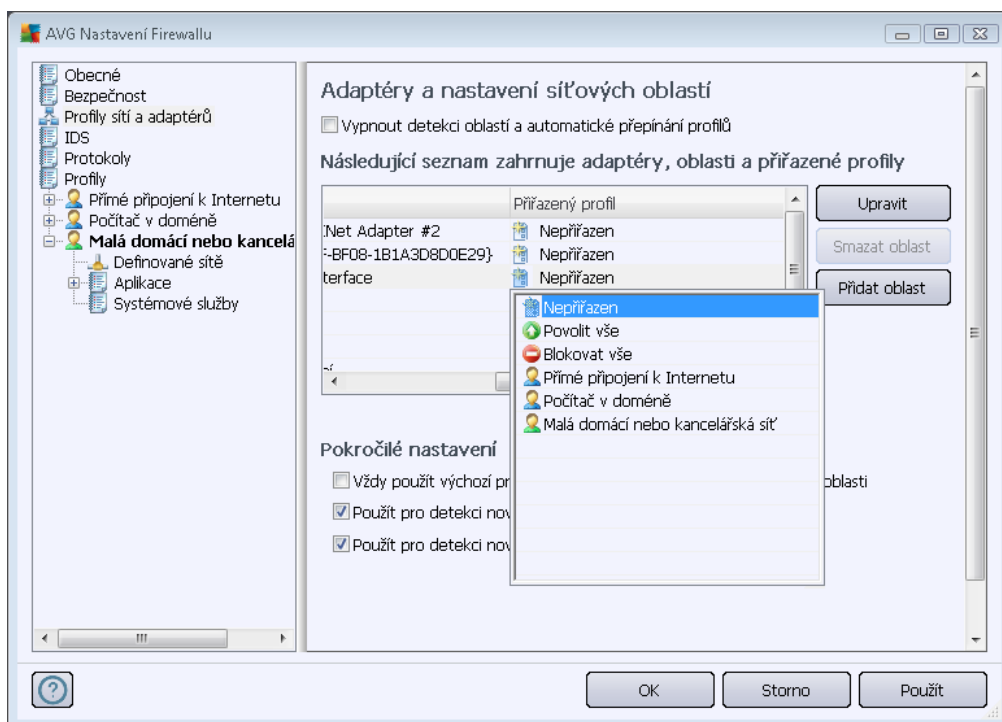 AVG Nastavení Firewallu
Obecné
Bezpečnost
Profily sítí a adaptérů
IDS
Protokoly
Profily
Přímé připojení k Internetu
Počítač v doméně
Malá domácí nebo kancelá
Definované sítě
Aplikace
Systémové služby
Adaptéry a nastavení síťových oblastí
Vypnout detekci oblastí a automatické přepínání profilů
Následující seznam zahrnuje adaptéry, oblasti a přiřazené profily
Přiřazený profil
Net Adapter #2 Nepřiřazen
-BF08-1B1A3D8D0E29} Nepřiřazen
terface Nepřiřazen
Upravit
Smazat oblast
Přidat oblast
Nepřiřazen
Povolit vše
Blokovat vše
Přímé připojení k Internetu
Počítač v doméně
Malá domácí nebo kancelářská síť
Pokročilé nastavení
Vždy použít výchozí pr oblasti
Použít pro detekci nov
Použít pro detekci nov
?
OK
Storno
Použít